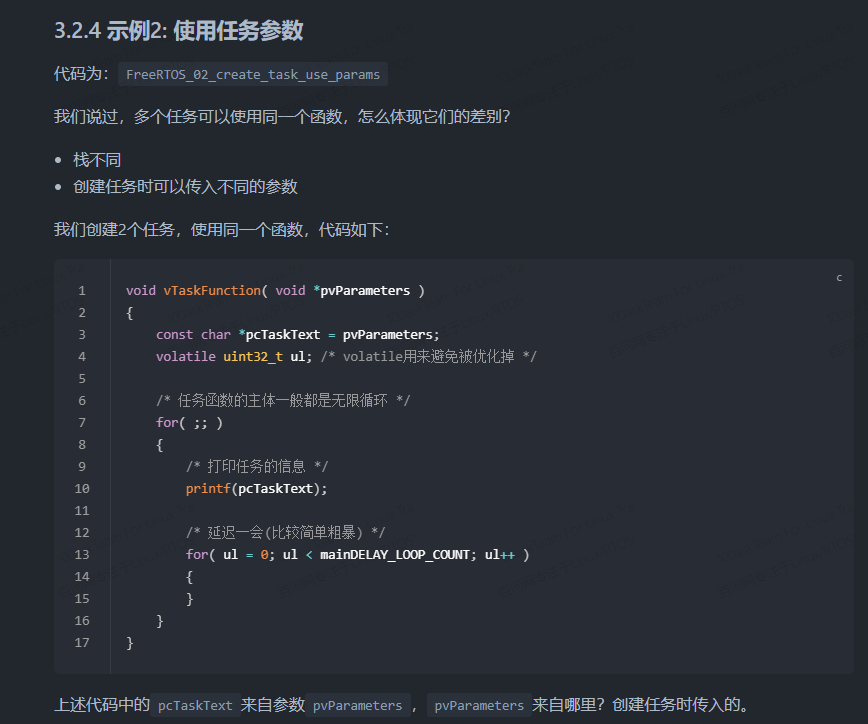 3.2.4 示例2: 使用任务参数
代码为： FreeRTOS_02_create_task_use_params
我们说过，多个任务可以使用同一个函数，怎么体现它们的差别？
• 栈不同
• 创建任务时可以传入不同的参数
我们创建2个任务，使用同一个函数，代码如下：
c
1 void vTaskFunction( void *pvParameters )
2 {
3     const char *pcTaskText = pvParameters;
4     volatile uint32_t ul; /* volatile用来避免被优化掉 */
5
6     /* 任务函数的主体一般都是无限循环 */
7     for( ;; )
8     {
9         /* 打印任务的信息 */
10         printf(pcTaskText);
11
12         /* 延迟一会(比较简单粗暴) */
13         for( ul = 0; ul < mainDELAY_LOOP_COUNT; ul++ )
14         {
15         }
16     }
17 }
上述代码中的 pcTaskText 来自参数 pvParameters ， pvParameters 来自哪里？创建任务时传入的。